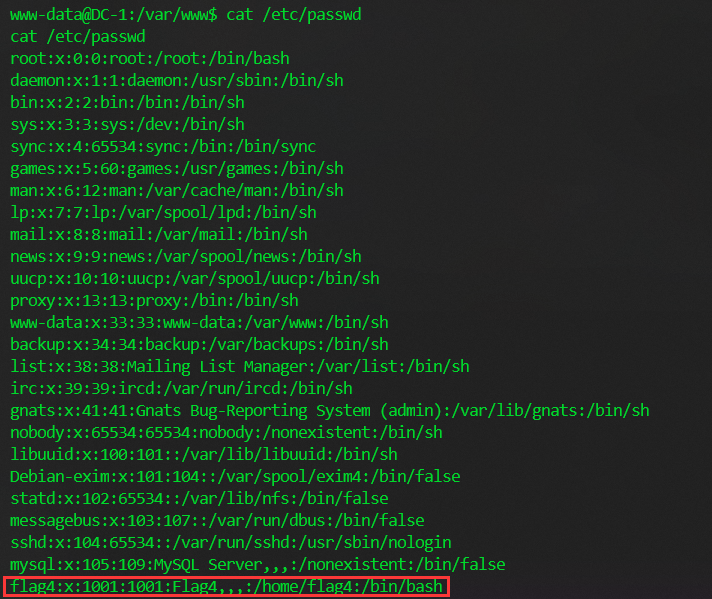 www-data@DC-1:/var/www$ cat /etc/passwd
cat /etc/passwd
root:x:0:0:root:/root:/bin/bash
daemon:x:1:1:daemon:/usr/sbin:/bin/sh
bin:x:2:2:bin:/bin:/bin/sh
sys:x:3:3:sys:/dev:/bin/sh
sync:x:4:65534:sync:/bin:/bin/sync
games:x:5:60:games:/usr/games:/bin/sh
man:x:6:12:man:/var/cache/man:/bin/sh
lp:x:7:7:lp:/var/spool/lpd:/bin/sh
mail:x:8:8:mail:/var/mail:/bin/sh
news:x:9:9:news:/var/spool/news:/bin/sh
uucp:x:10:10:uucp:/var/spool/uucp:/bin/sh
proxy:x:13:13:proxy:/bin:/bin/sh
www-data:x:33:33:www-data:/var/www:/bin/sh
backup:x:34:34:backup:/var/backups:/bin/sh
list:x:38:38:Mailing List Manager:/var/list:/bin/sh
irc:x:39:39:ircd:/var/run/ircd:/bin/sh
gnats:x:41:41:Gnats Bug-Reporting System (admin):/var/lib/gnats:/bin/sh
nobody:x:65534:65534:nobody:/nonexistent:/bin/sh
libuuid:x:100:101::/var/lib/libuuid:/bin/sh
Debian-exim:x:101:104::/var/spool/exim4:/bin/false
statd:x:102:65534::/var/lib/nfs:/bin/false
messagebus:x:103:107::/var/run/dbus:/bin/false
sshd:x:104:65534::/var/run/sshd:/usr/sbin/nologin
mysql:x:105:109:MySQL Server,,,:/nonexistent:/bin/false
flag4:x:1001:1001:Flag4,,,:/home/flag4:/bin/bash